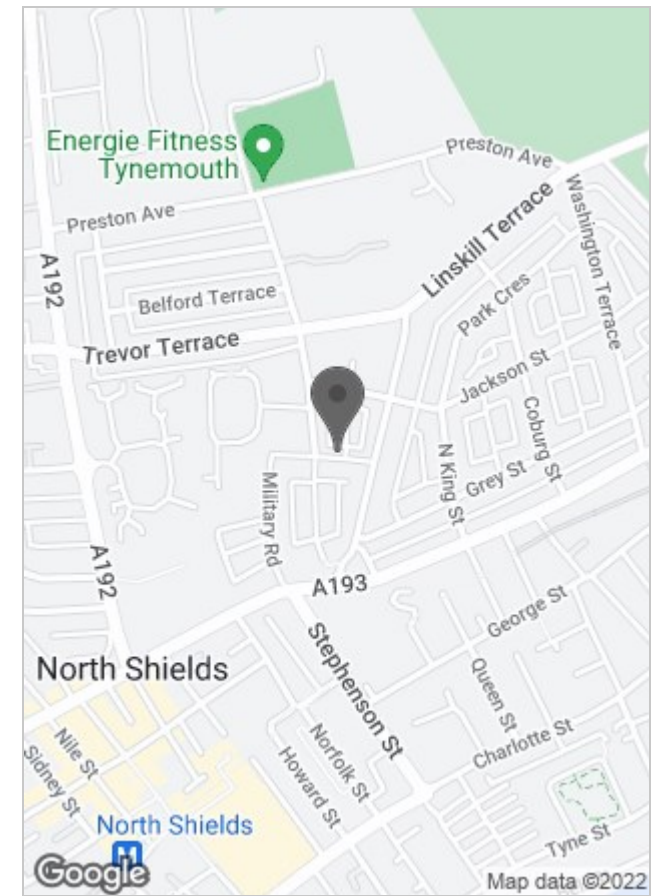 Energie Fitness
Tynemouth
Preston Ave
Preston Ave
Linskill Terrace
Washington Terrace
A192
Belford Terrace
Park Cres
Trevor Terrace
Jackson St
Coburg St
N King St
Grey St
Military Rd
A192
A193
George St
Stephenson St
North Shields
Queen St
Charlotte St
Nile St
Sidney St
Norfolk St
Howard St
North Shields
M
Tyne St
Google
Map data ©2022